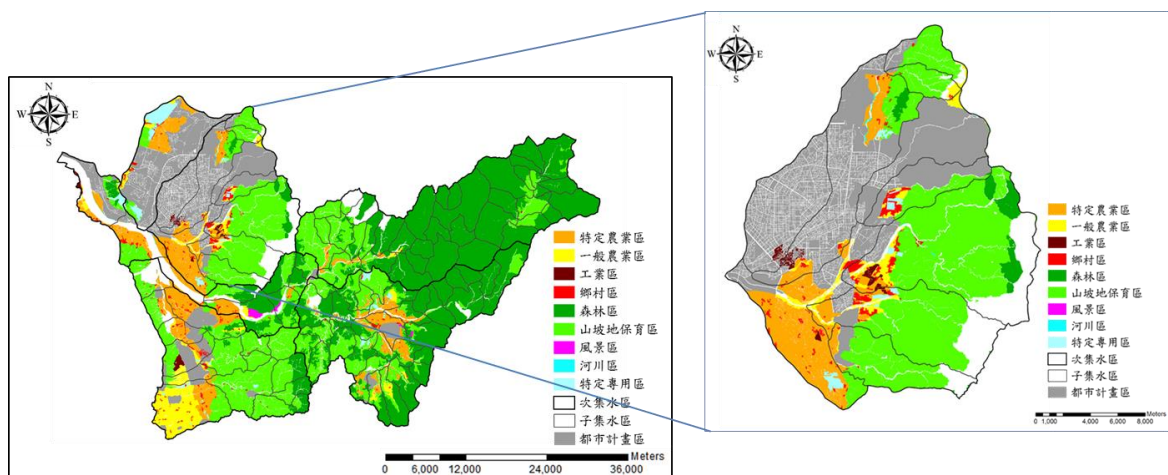 N
W E
S
特定農業區
一般農業區
工業區
鄉村區
森林區
山坡地保育區
風景區
河川區
特定專用區
次集水區
子集水區
都市計畫區
Meters
0 6,000 12,000 24,000 36,000
N
W E
S
特定農業區
一般農業區
工業區
鄉村區
森林區
山坡地保育區
風景區
河川
特定專用區
次集水區
子集水區
都市計畫區
Meters
0 1,000 2,000 4,000 6,000 8,000